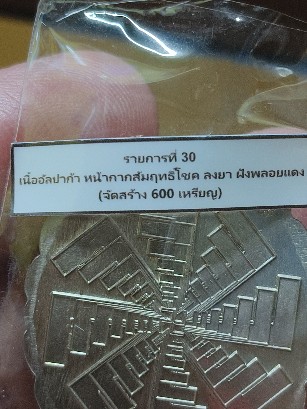 รายการที่ 30
เนื้ออัลปาก้า หน้ากากสัมฤทธิโชค ลงยา ฝังพลอยแดง
(จัดสร้าง 600 เหรียญ)